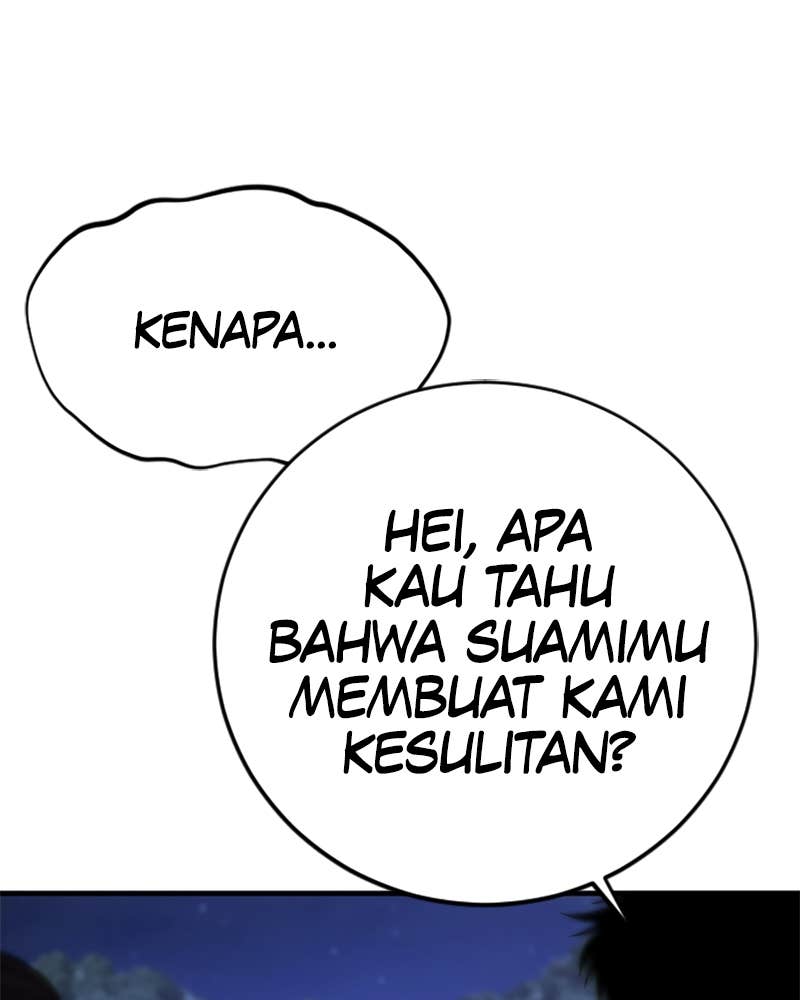 KENAPA...
HEI, APA
KAU TAHU
BAHWA SUAMIMU
MEMBUAT KAMI
KESULITAN?